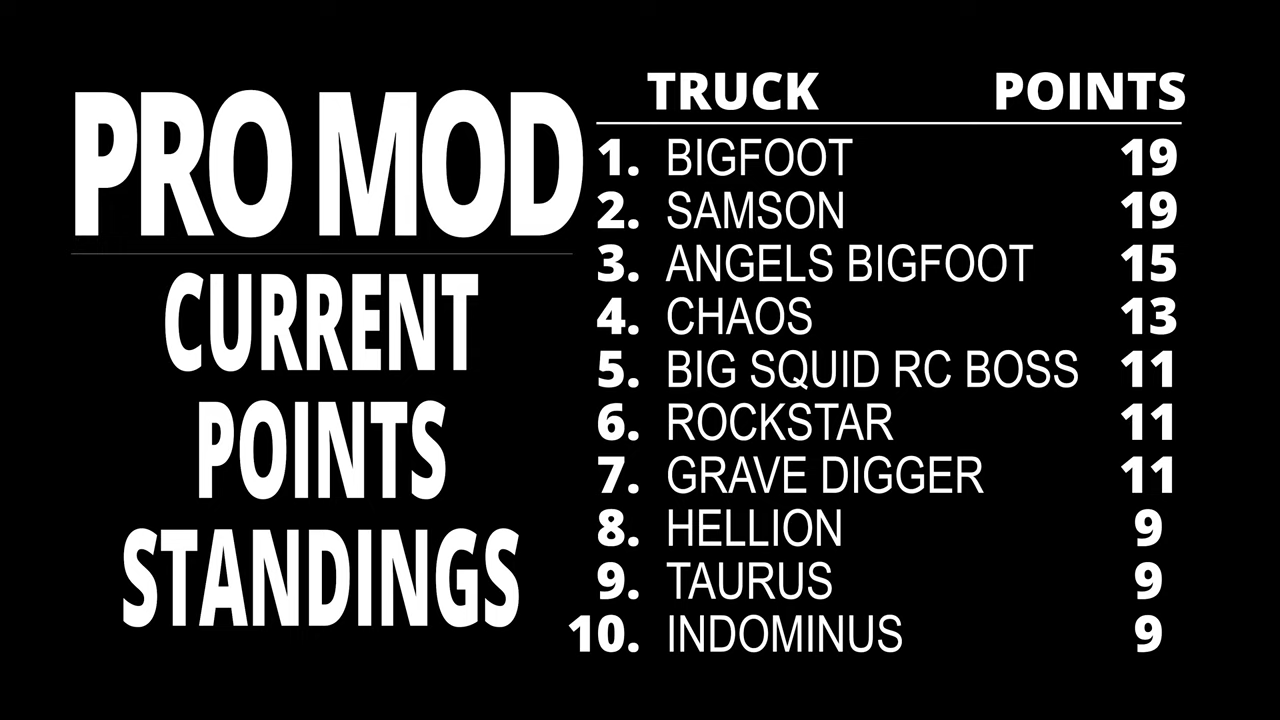 PRO MOD
CURRENT
POINTS
STANDINGS
TRUCK POINTS
1. BIGFOOT 19
2. SAMSON 19
3. ANGELS BIGFOOT 15
4. CHAOS 13
5. BIG SQUID RC BOSS 11
6. ROCKSTAR 11
7. GRAVE DIGGER 11
8. HELLION 9
9. TAURUS 9
10. INDOMINUS 9